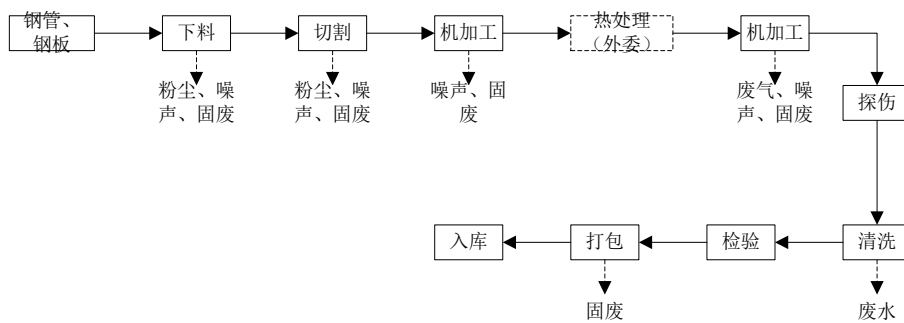 钢管、
钢板
下料
切割
机加工
热处理
（外委）
机加工
粉尘、噪
声、固废
粉尘、噪
声、固废
噪声、固
废
废气、噪
声、固废
探伤
入库
打包
检验
清洗
固废
废水